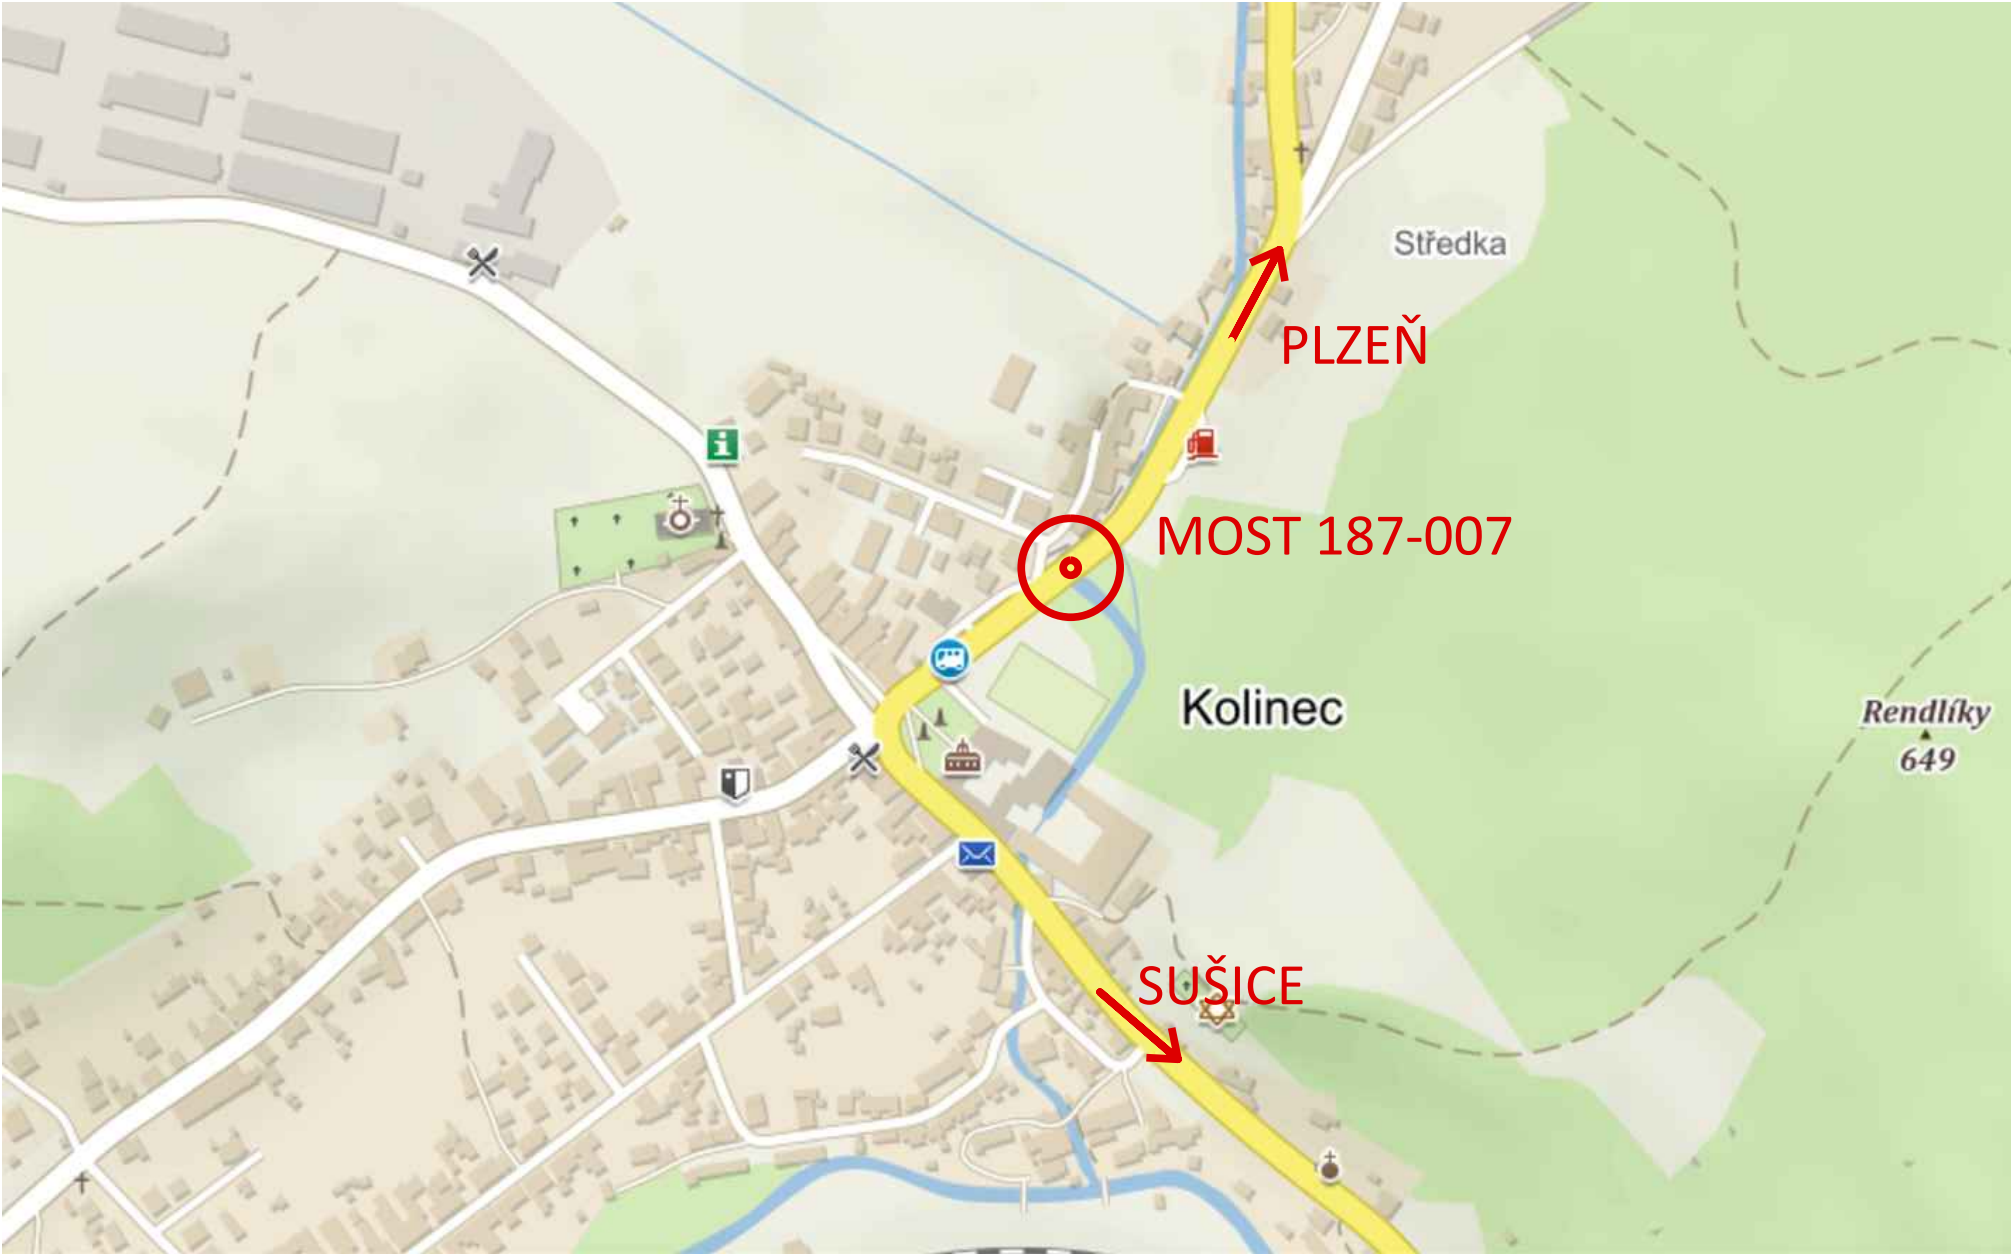 Středka
PLZEŇ
MOST 187-007
Kolinec
Rendlíky
649
SUŠICE